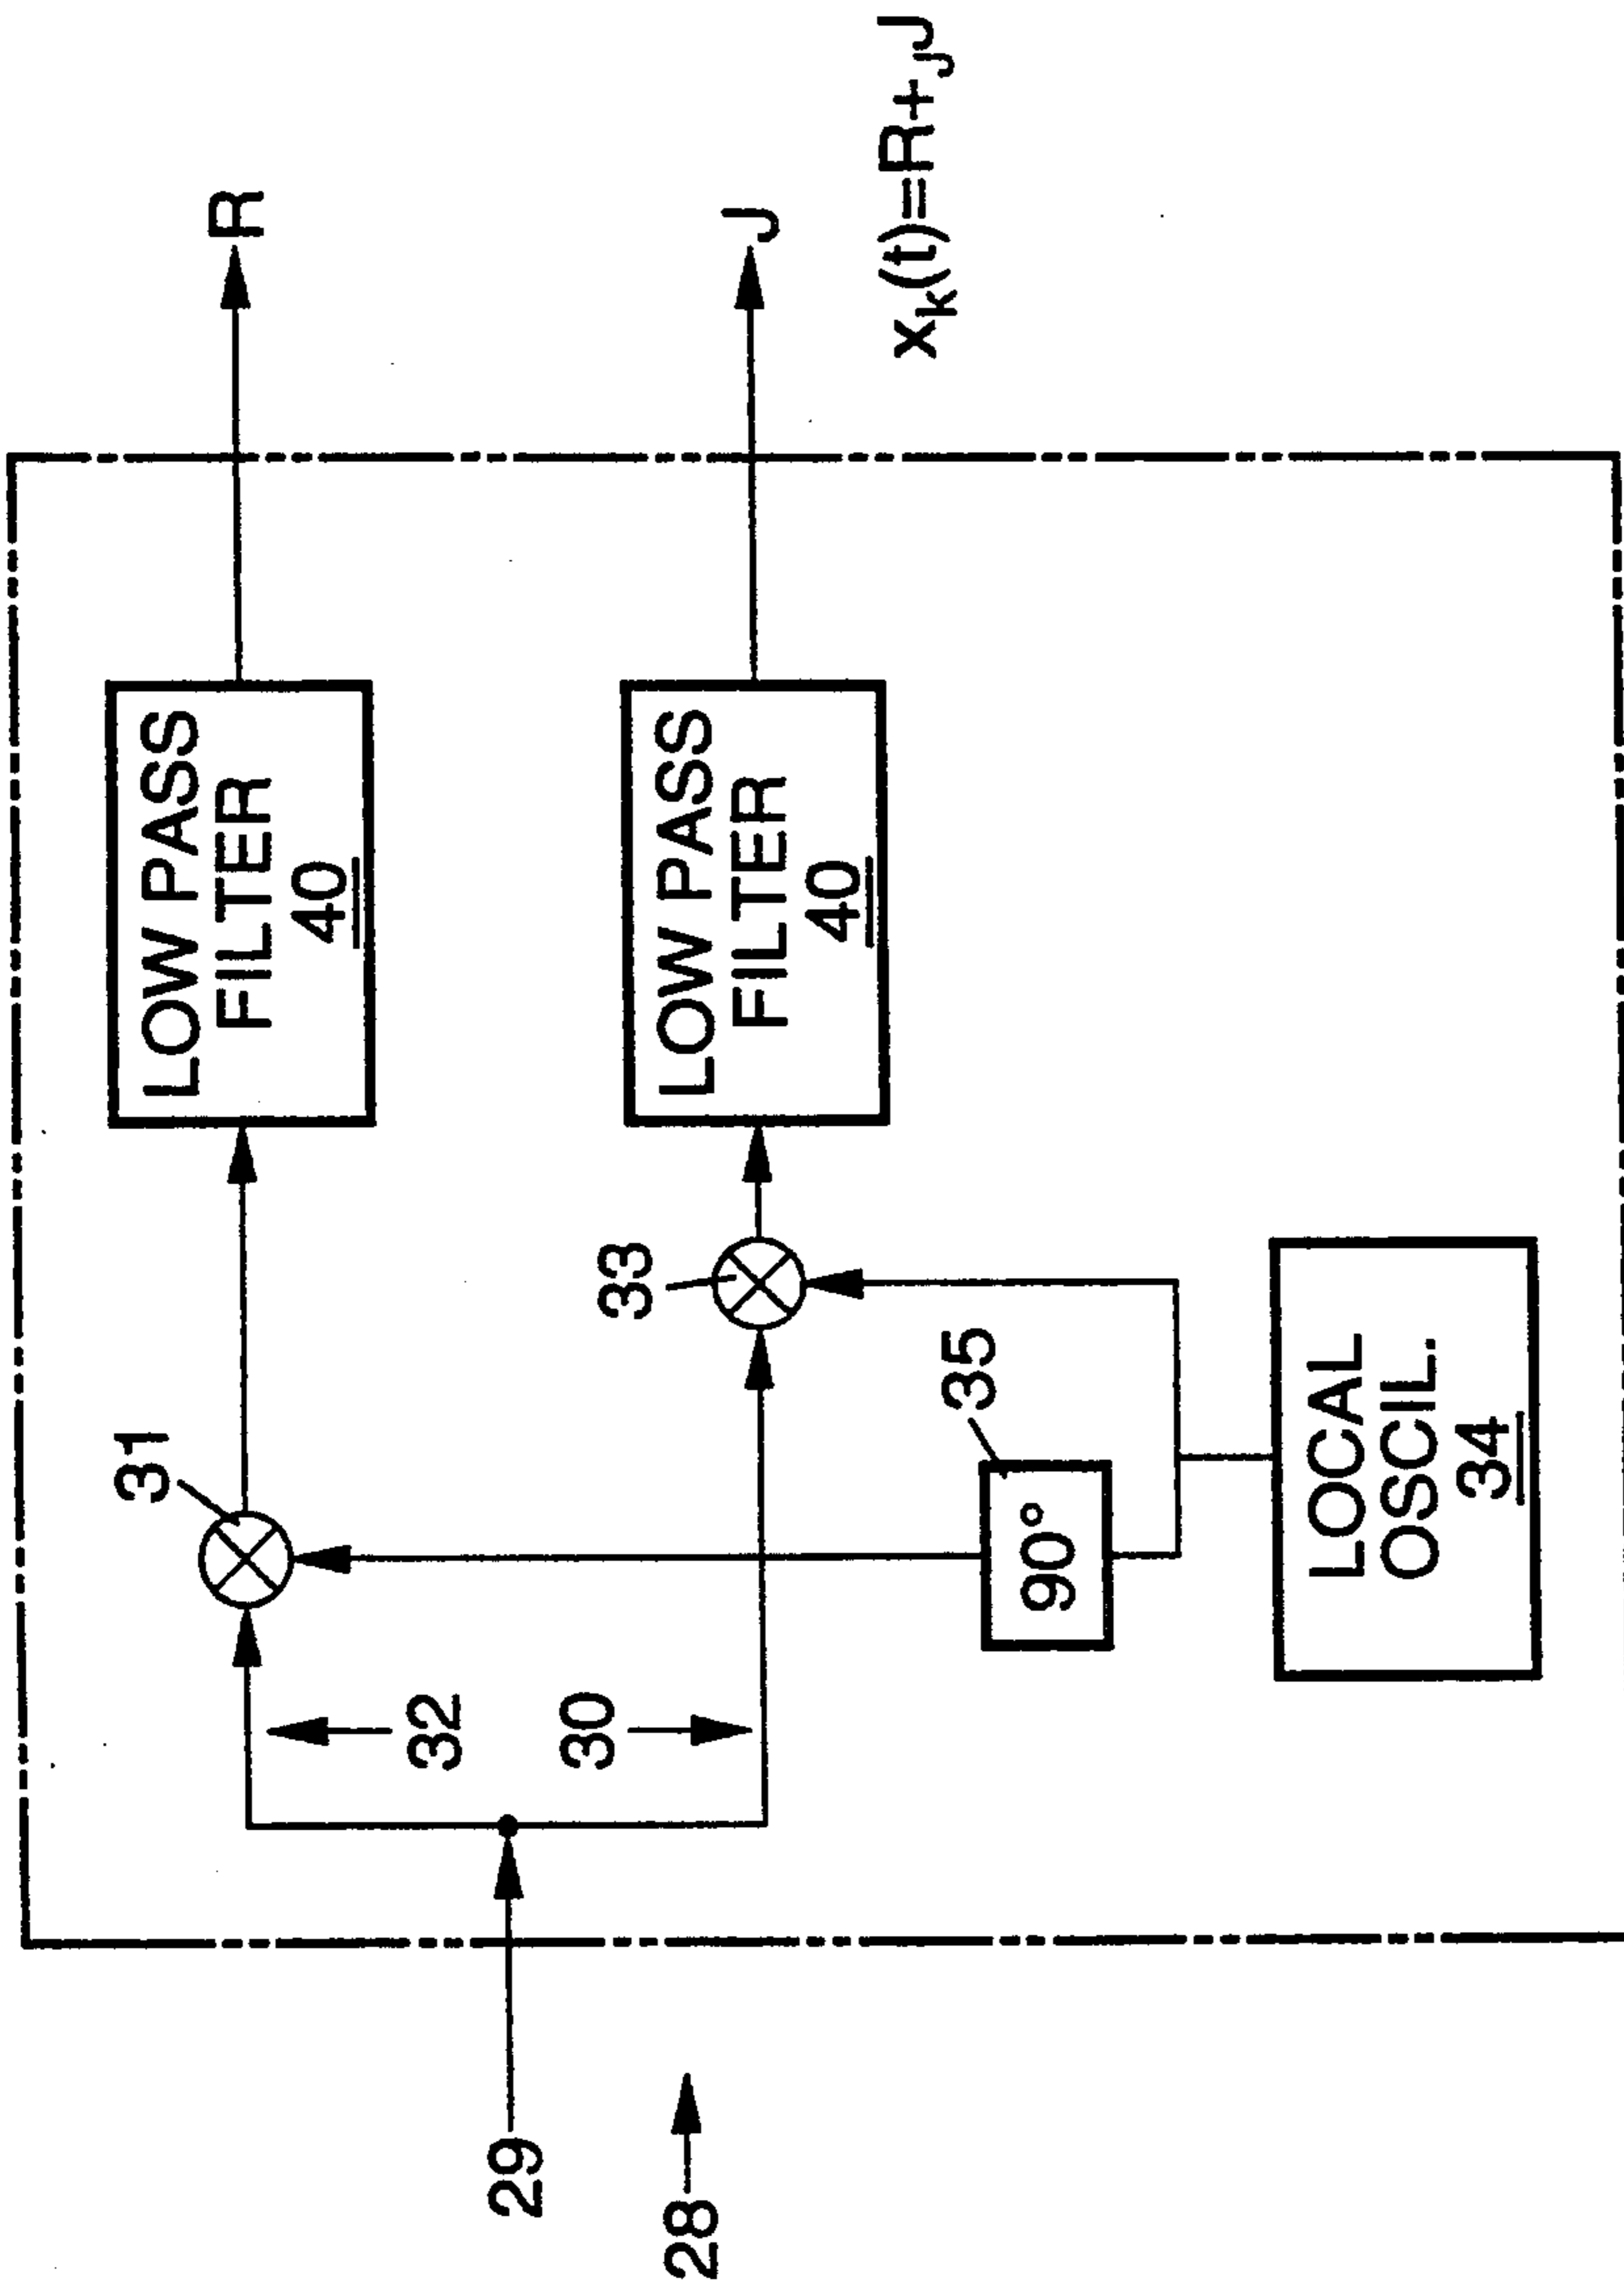 LOW PASS
FILTER
40
R
31
32
29
30
33
LOW PASS
FILTER
40
J
x_k(t)=R+jJ
28
35
90°
LOCAL
OSCIL.
34